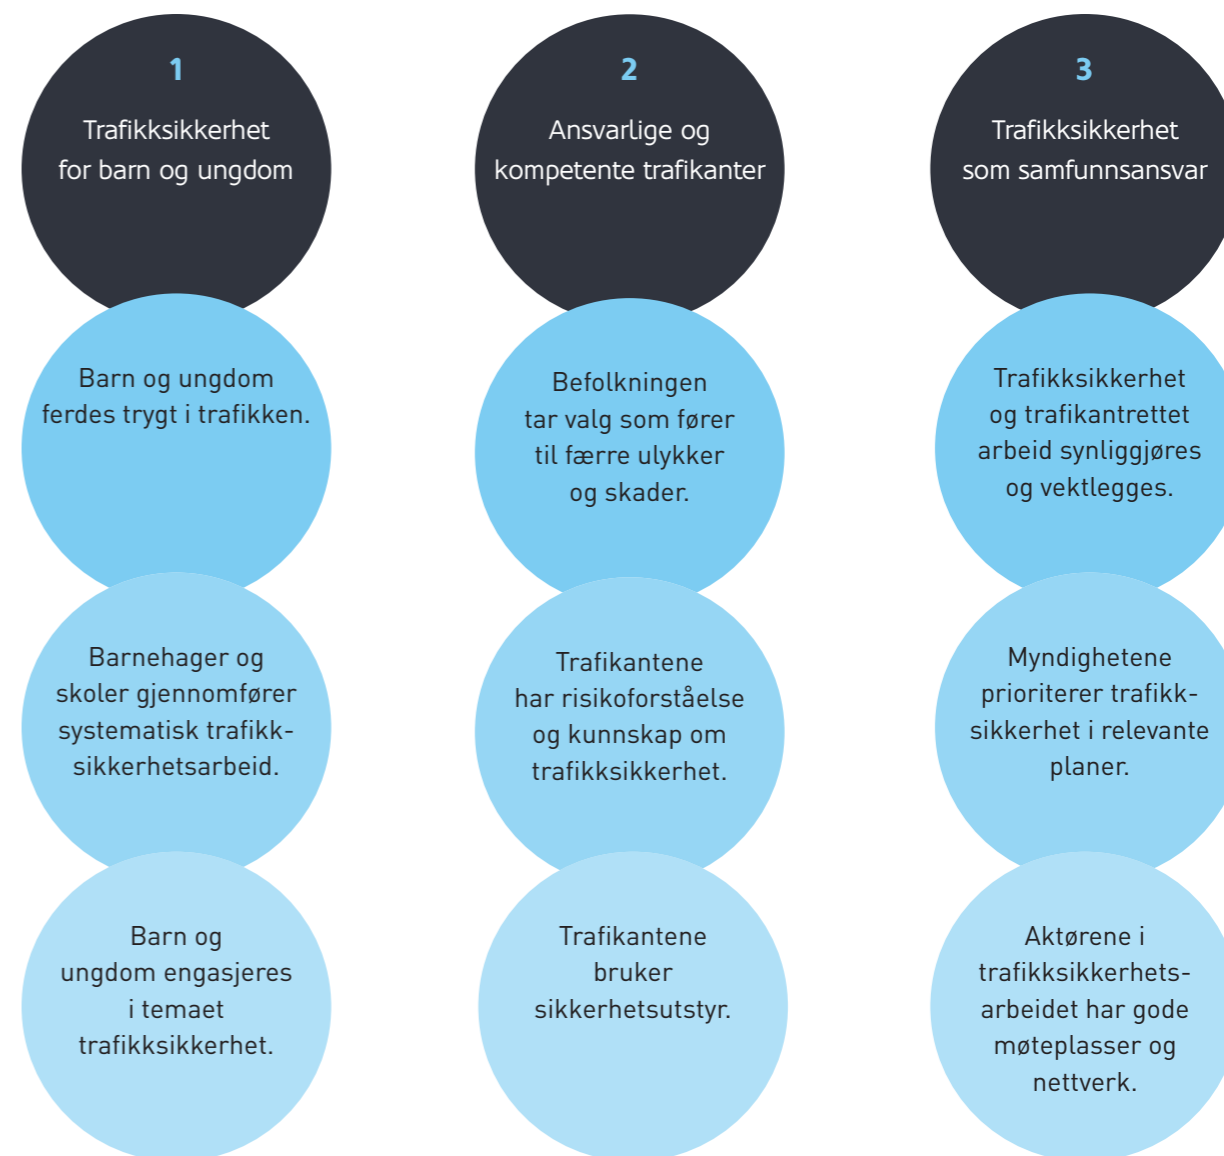 1
Trafikksikkerhet
for barn og ungdom
Barn og ungdom
ferdes trygt i trafikken.
Barnehager og
skoler gjennomfører
systematisk trafikk-
sikkerhetsarbeid.
Barn og
ungdom engasjeres
i temaet
trafikksikkerhet.
2
Ansvarlige og
kompetente trafikanter
Befolkningen
tar valg som fører
til færre ulykker
og skader.
Trafikantene
har risikoforståelse
og kunnskap om
trafikksikkerhet.
Trafikantene
bruker
sikkerhetsutstyr.
3
Trafikksikkerhet
som samfunnsansvar
Trafikksikkerhet
og trafikantrettet
arbeid synliggjøres
og vektlegges.
Myndighetene
prioriterer trafikk-
sikkerhet i relevante
planer.
Aktørene i
trafikksikkerhets-
arbeidet har gode
møteplasser og
nettverk.